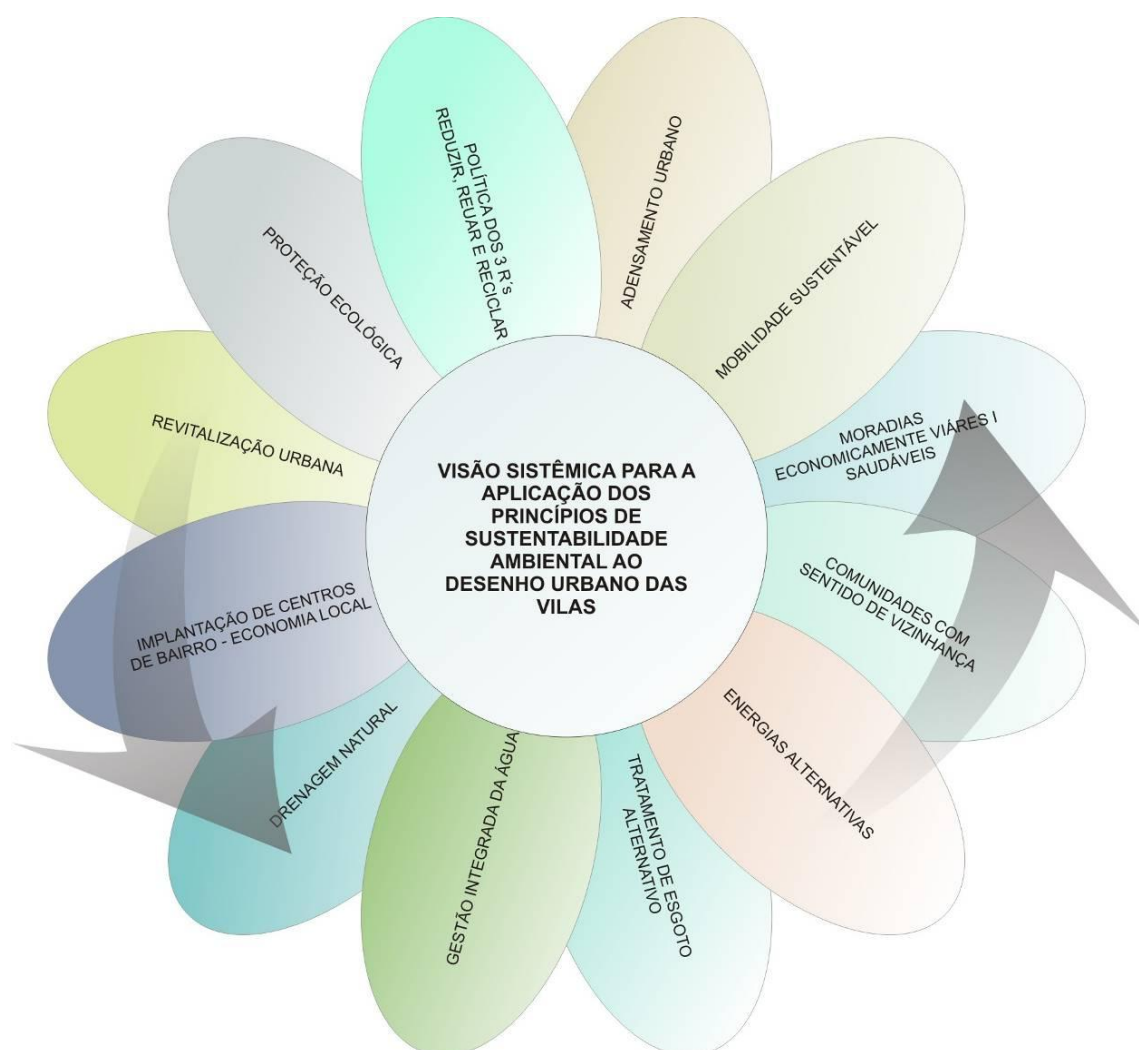 VISÃO SISTÊMICA PARA A
APLICAÇÃO DOS
PRINCÍPIOS DE
SUSTENTABILIDADE
AMBIENTAL AO
DESENHO URBANO DAS
VILAS
POLÍTICA DOS 3 R´s
REDUZIR, REUAR E RECICLAR
ADENSAMENTO URBANO
MOBILIDADE SUSTENTÁVEL
MORADIAS
ECONOMICAMENTE VIÁRES I
SAUDÁVEIS
COMUNIDADES COM
SENTIDO DE VIZINHANÇA
ENERGIAS ALTERNATIVAS
TRATAMENTO DE ESGOTO
ALTERNATIVO
GESTÃO INTEGRADA DA ÁGUA
DRENAGEM NATURAL
IMPLANTAÇÃO DE CENTROS
DE BAIRRO - ECONOMIA LOCAL
REVITALIZAÇÃO URBANA
PROTEÇÃO ECOLÓGICA